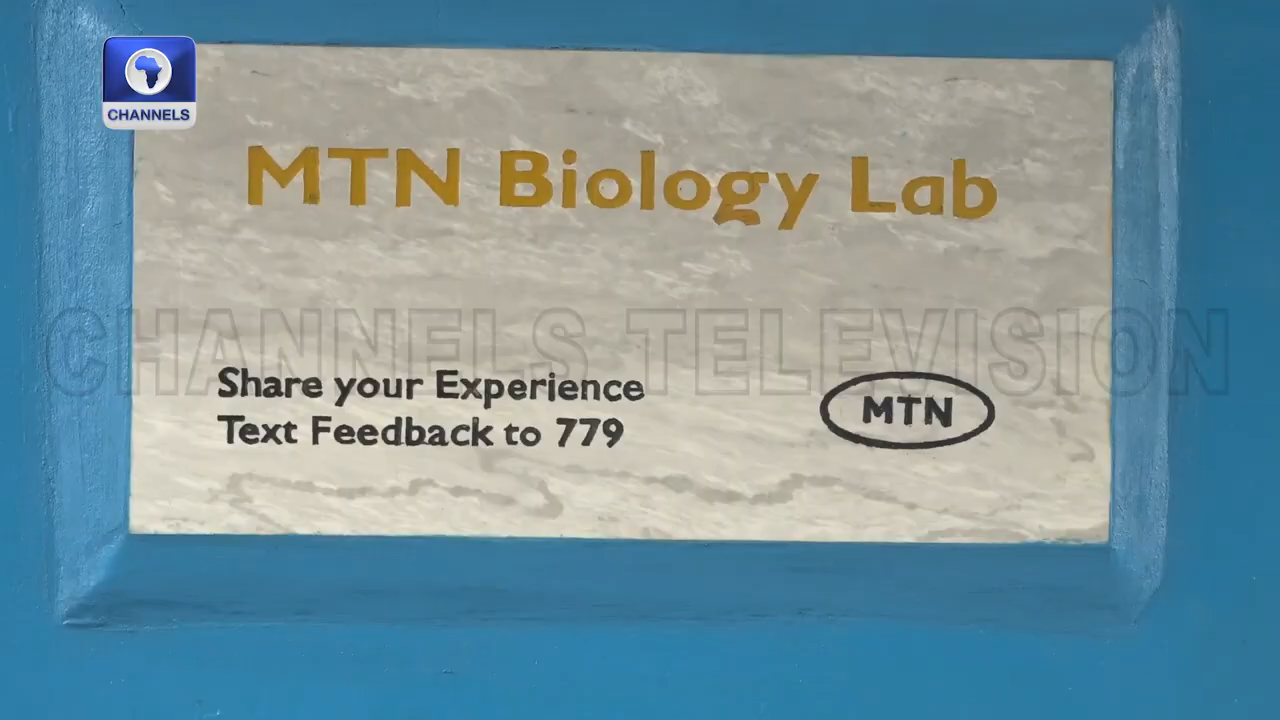 CHANNELS
MTN Biology Lab
CHANNELS TELEVISION
Share your Experience
Text Feedback to 779
MTN